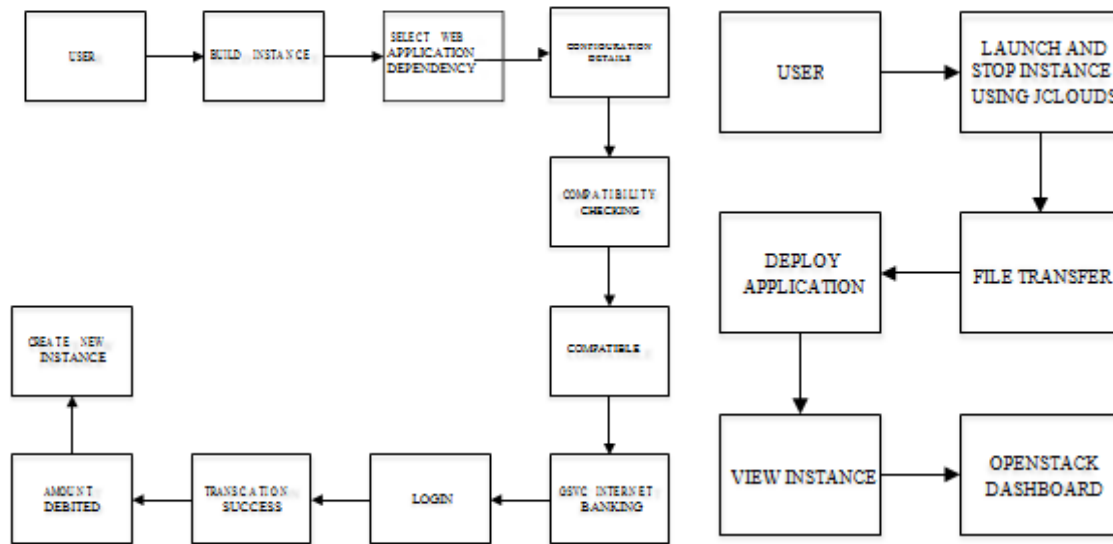 USER
BUILD INSTANCE
SELECT WEB
APPLICATION
DEPENDENCY
CONFIGURATION
DETAILS
COMPATIBILITY
CHECKING
COMPATIBLE
GSVC INTERNET
BANKING
LOGIN
TRANSCATION
SUCCESS
AMOUNT
DEBITED
CREATE NEW
INSTANCE
USER
LAUNCH AND
STOP INSTANCE
USING JCLOUDS
FILE TRANSFER
DEPLOY
APPLICATION
VIEW INSTANCE
OPENSTACK
DASHBOARD